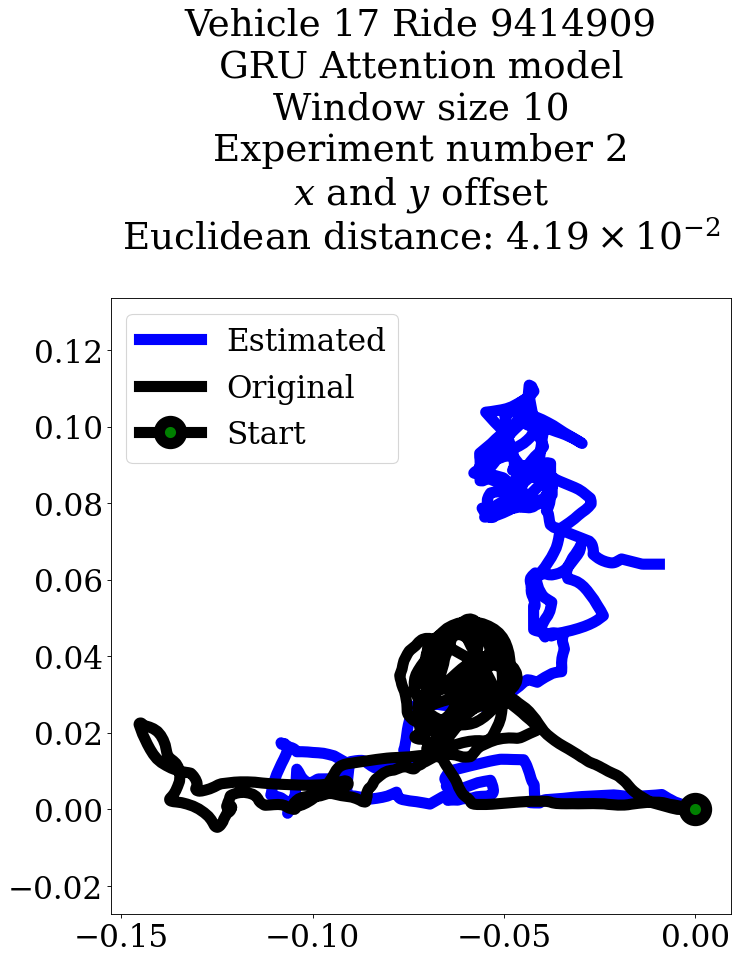 Vehicle 17 Ride 9414909
GRU Attention model
Window size 10
Experiment number 2
x and y offset
Euclidean distance: 4.19 × 10⁻²
Estimated
Original
Start
0.12
0.10
0.08
0.06
0.04
0.02
0.00
−0.02
−0.15 −0.10 −0.05 0.00